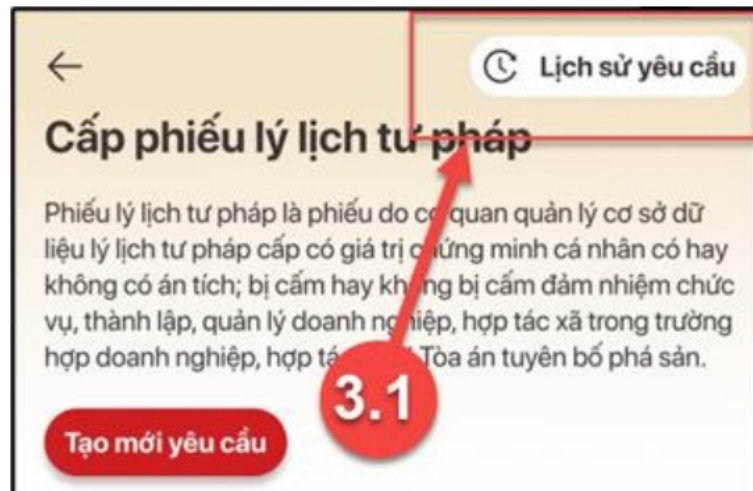 Lịch sử yêu cầu
Cấp phiếu lý lịch tư pháp
Phiếu lý lịch tư pháp là phiếu do cơ quan quản lý cơ sở dữ
liệu lý lịch tư pháp cấp có giá trị chứng minh cá nhân có hay
không có án tích; bị cấm hay không bị cấm đảm nhiệm chức
vụ, thành lập, quản lý doanh nghiệp, hợp tác xã trong trường
hợp doanh nghiệp, hợp tá Tòa án tuyên bố phá sản.
3.1
Tạo mới yêu cầu